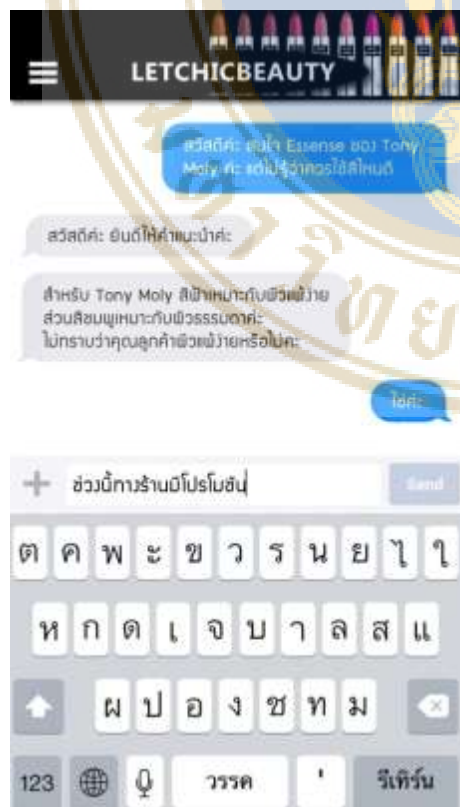 LETCHICBEAUTY
สวัสดีค่ะ สนใจ Essense ของ Tony
Moly ค่ะ แต่ไม่รู้ว่าควรใช้สีไหนดี
สวัสดีค่ะ ยินดีให้คำแนะนำค่ะ
สำหรับ Tony Moly สีฟ้าเหมาะกับผิวแพ้ง่าย
ส่วนสีชมพูเหมาะกับผิวธรรมดาค่ะ
ไม่ทราบว่าคุณลูกค้าผิวแพ้ง่ายหรือไม่คะ
ใช่ค่ะ
ช่วงนี้ทางร้านมีโปรโมชัน
Send
ต ค พ ะ ข ว ร น ย ไ ใ
ห ก ด เ จ บ า ล ส แ
ผ ป อ ง ช ท ม
123 วรรค ' รีเทิร์น